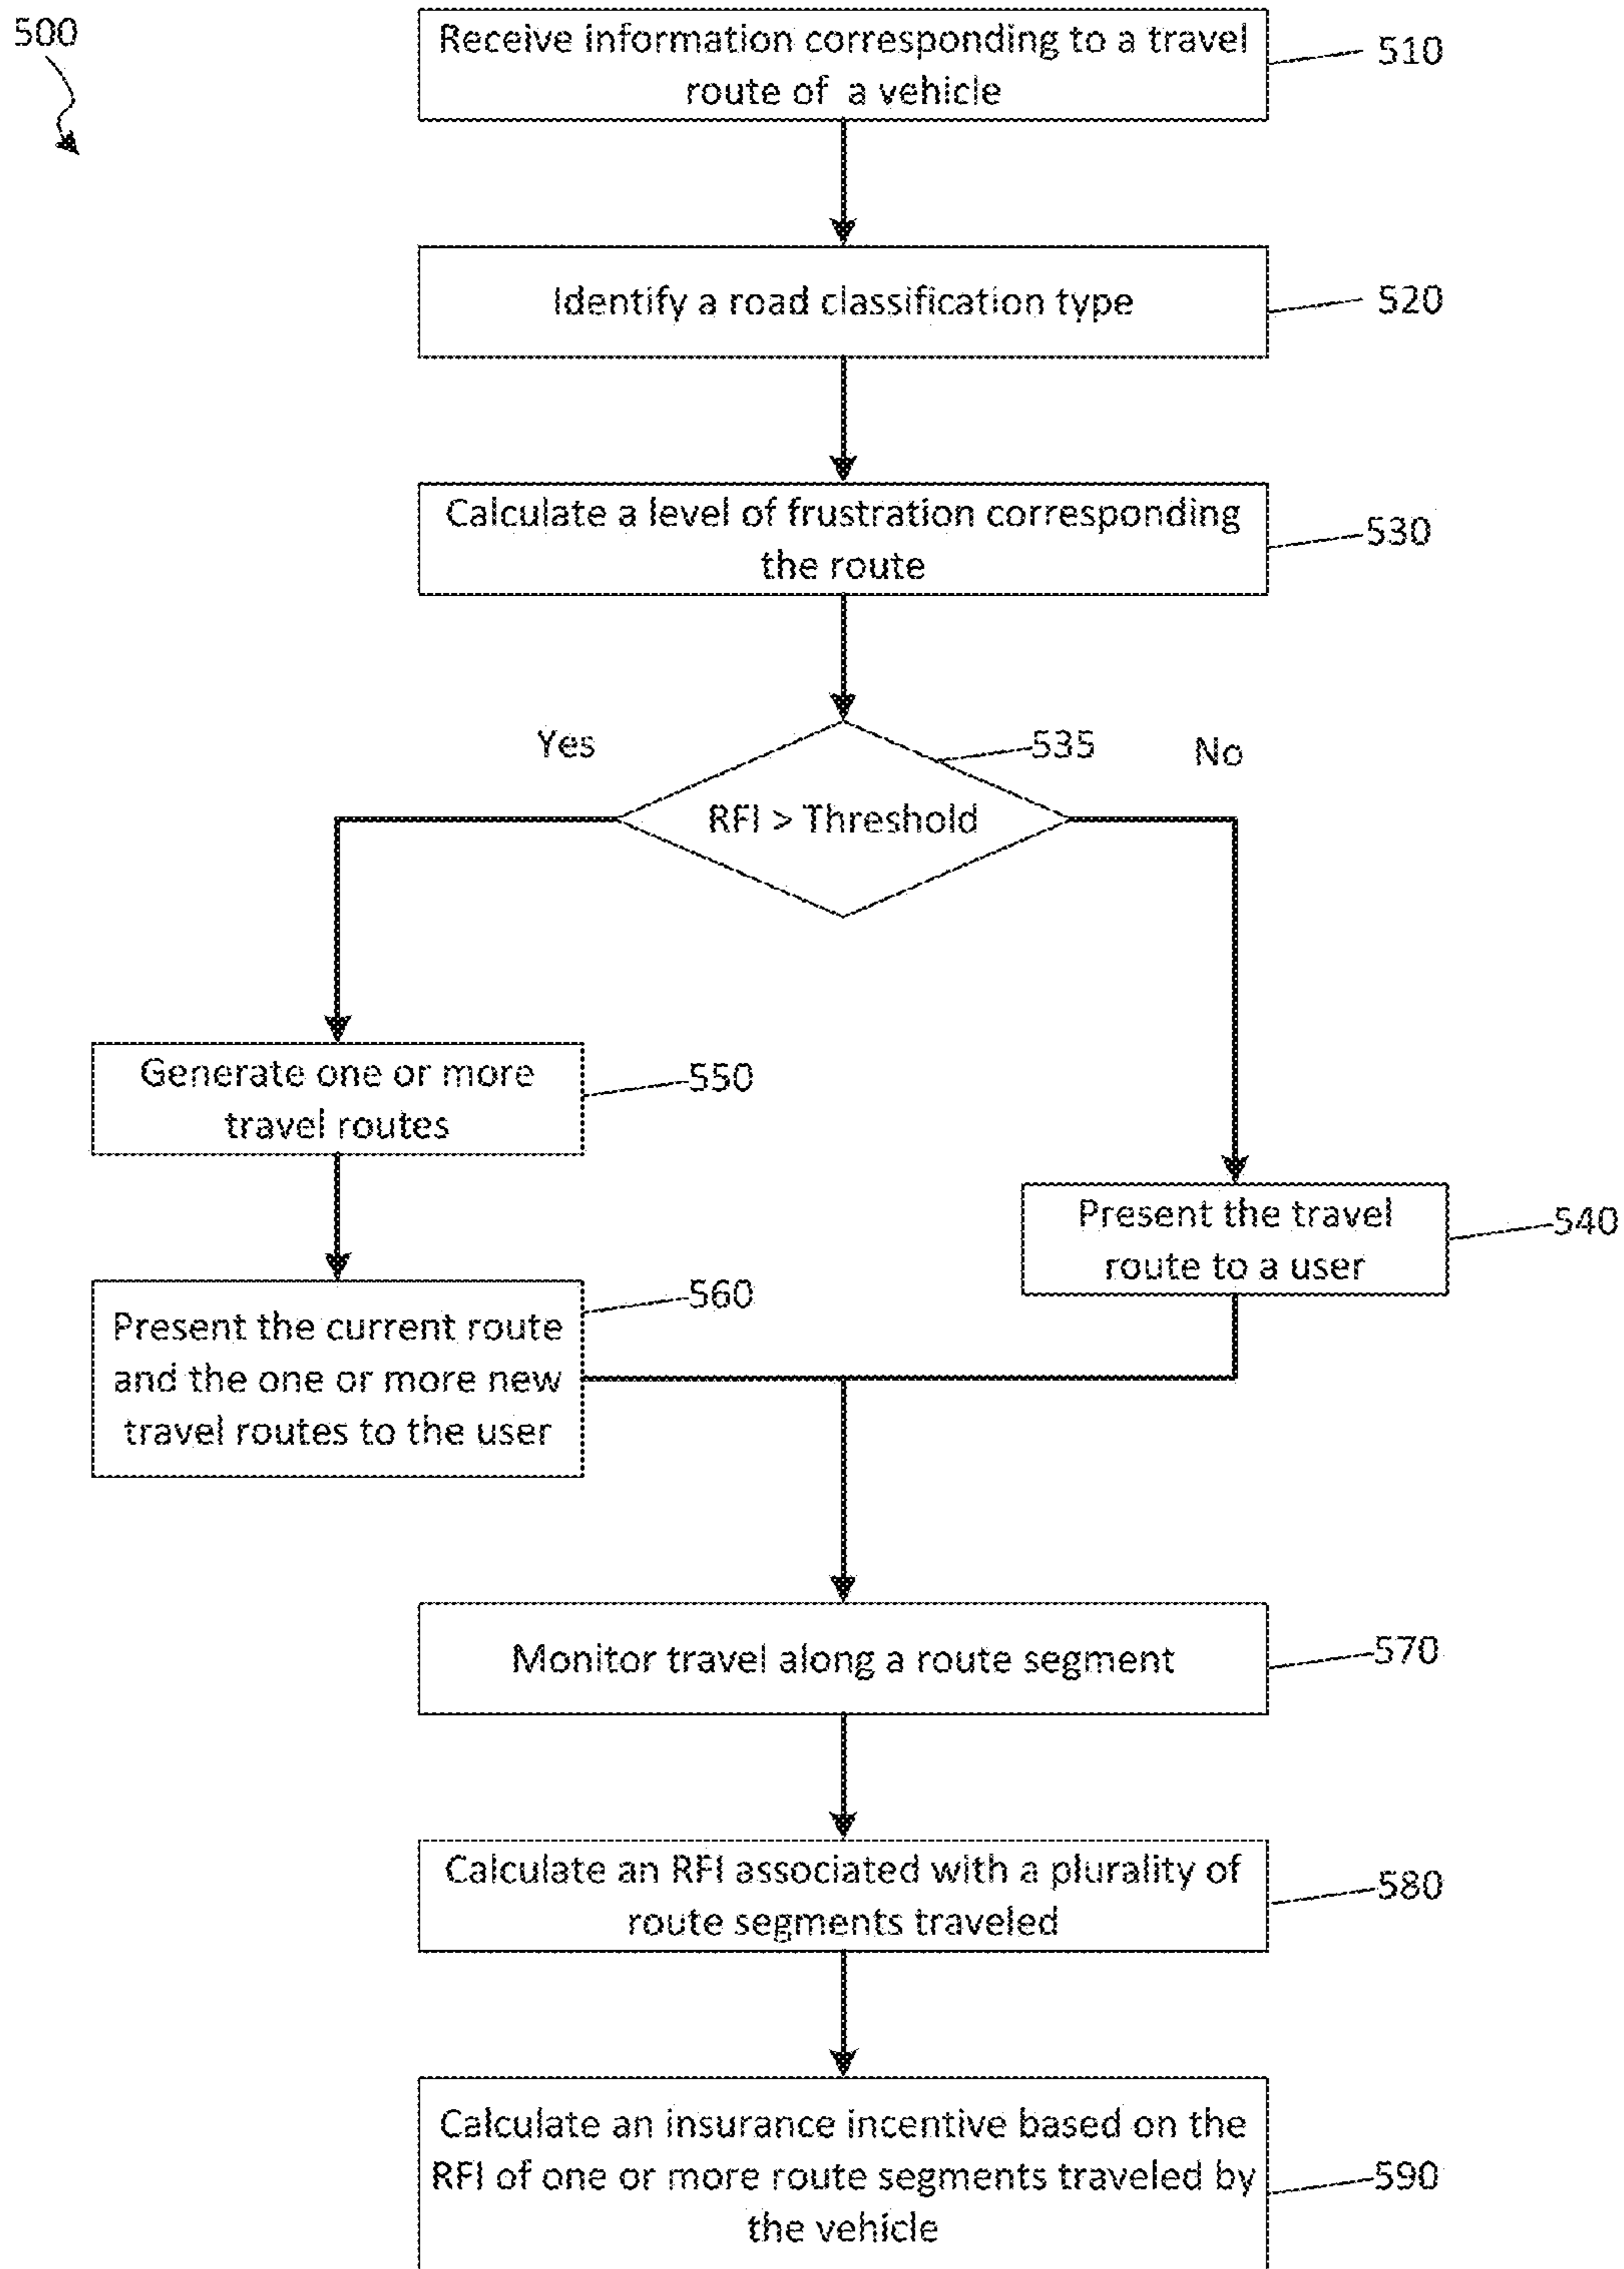 500
Receive information corresponding to a travel
route of a vehicle
510
Identify a road classification type
520
Calculate a level of frustration corresponding
the route
530
Yes
535
No
RFI > Threshold
Generate one or more
travel routes
550
Present the travel
route to a user
540
560
Present the current route
and the one or more new
travel routes to the user
Monitor travel along a route segment
570
Calculate an RFI associated with a plurality of
route segments traveled
580
Calculate an insurance incentive based on the
RFI of one or more route segments traveled by
the vehicle
590